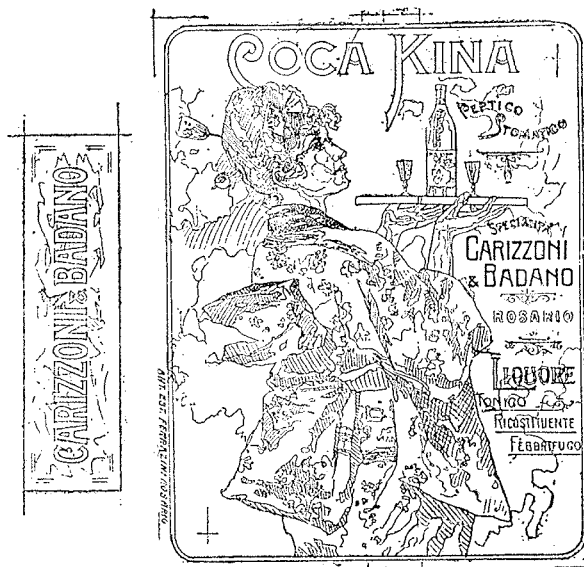 COCA KINA
PEPTICO
STOMATICO
SPECIALITA
CARIZZONI
& BADANO
ROSARIO
LIQUORE
TONICO
RICOSTITUENTE
FEBBRIFUGO
CARIZZONI & BADANO